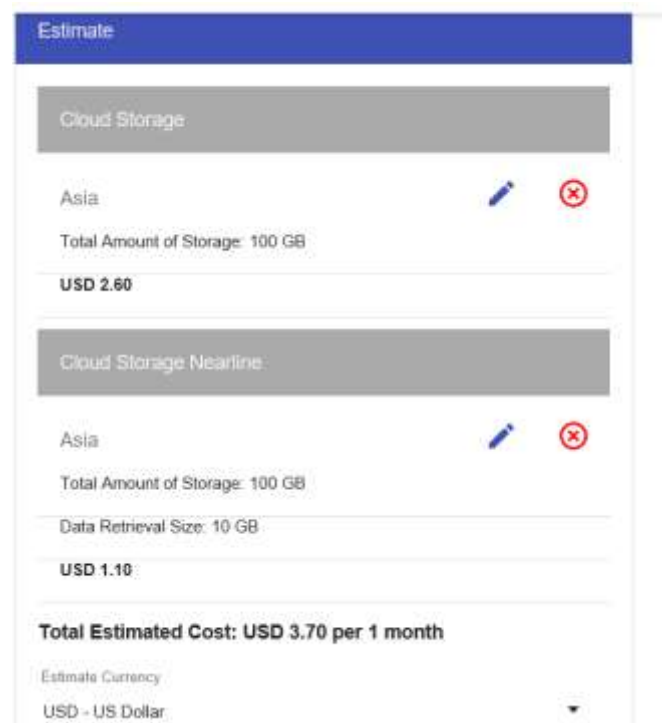 Estimate
Cloud Storage
Asia
Total Amount of Storage: 100 GB
USD 2.60
Cloud Storage Nearline
Asia
Total Amount of Storage: 100 GB
Data Retrieval Size: 10 GB
USD 1.10
Total Estimated Cost: USD 3.70 per 1 month
Estimate Currency
USD - US Dollar